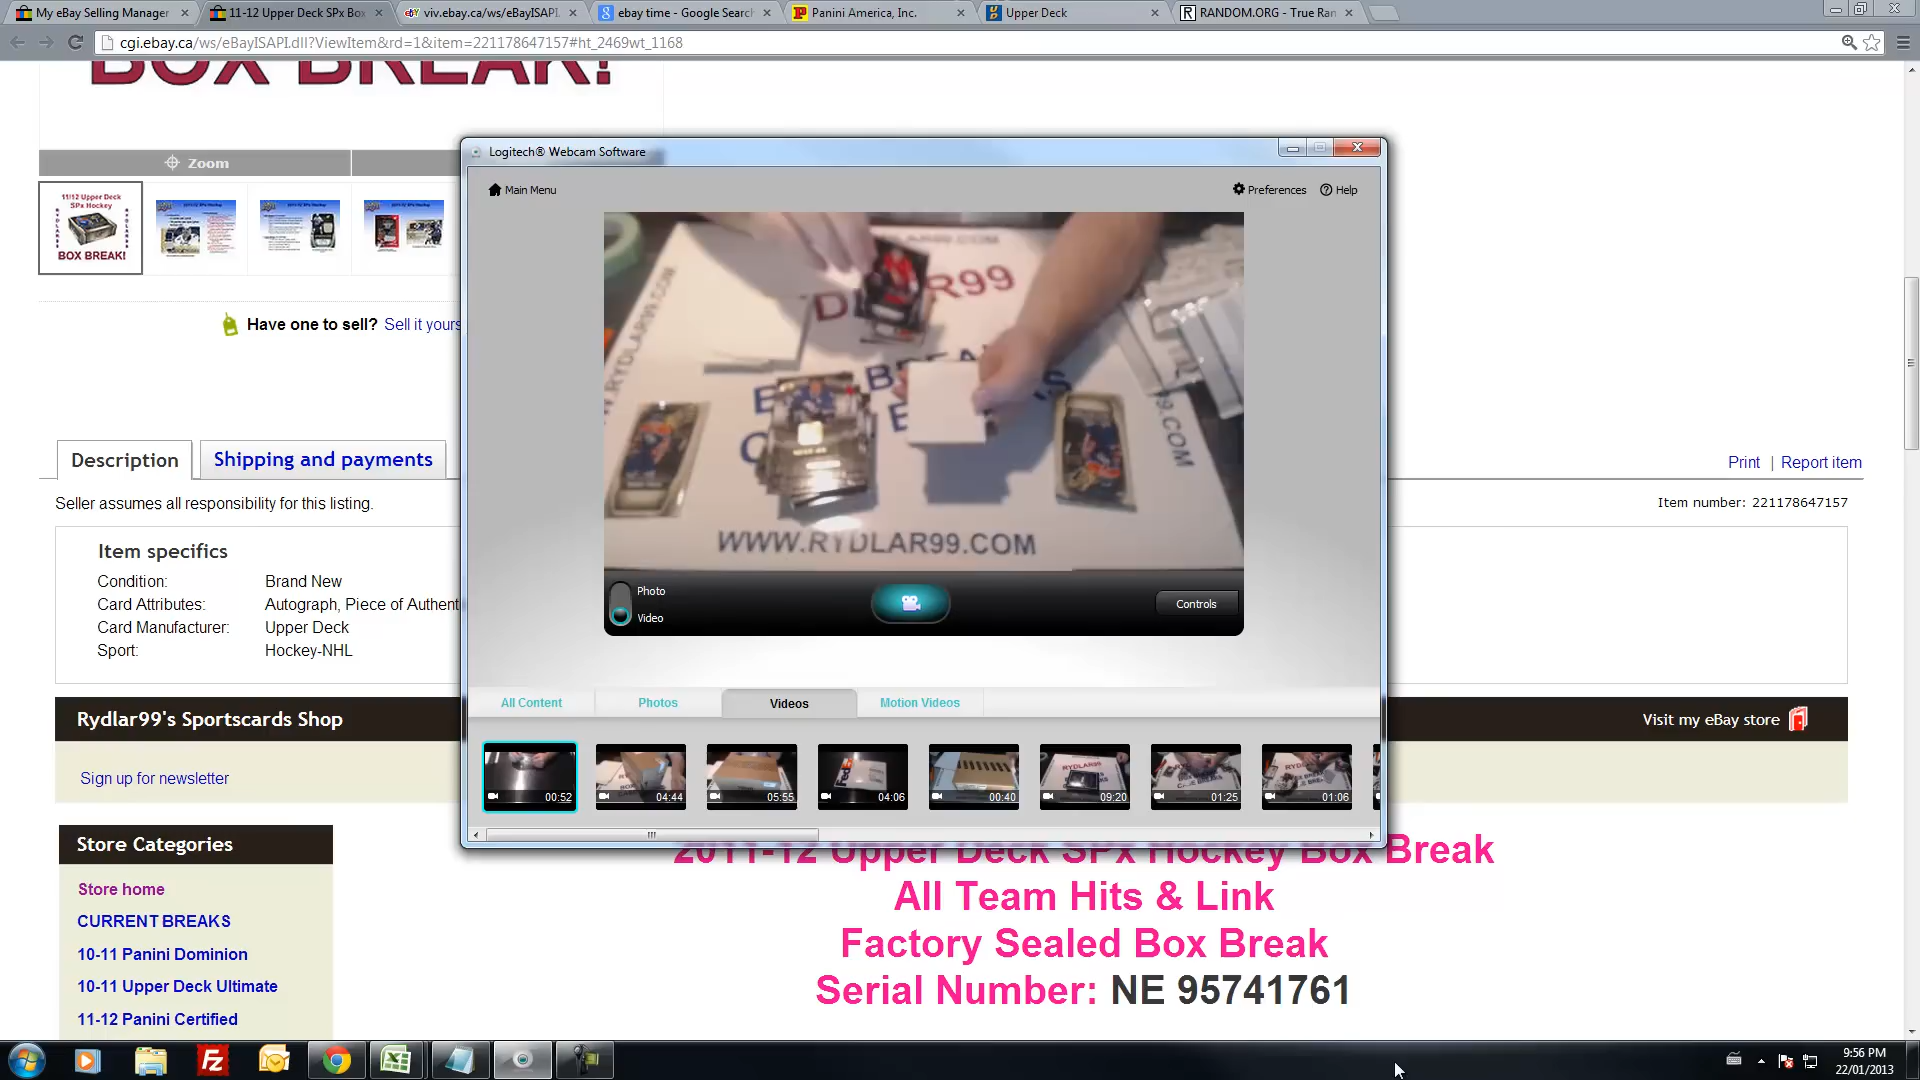 My eBay Selling Manager
11-12 Upper Deck SPx Box
viv.ebay.ca/ws/eBayISAPI.
ebay time - Google Search
Panini America, Inc.
Upper Deck
RANDOM.ORG - True Ran
cgi.ebay.ca/ws/eBayISAPI.dll?ViewItem&rd=1&item=221178647157#ht_2469wt_1168
BOX BREAK!
Zoom
11/12 Upper Deck
SPx Hockey
BOX BREAK!
Have one to sell? Sell it yours
Description
Shipping and payments
Print | Report item
Seller assumes all responsibility for this listing.
Item number: 221178647157
Item specifics
Condition: Brand New
Card Attributes: Autograph, Piece of Authent
Card Manufacturer: Upper Deck
Sport: Hockey-NHL
Rydlar99's Sportscards Shop
Visit my eBay store
Sign up for newsletter
Store Categories
Store home
CURRENT BREAKS
10-11 Panini Dominion
10-11 Upper Deck Ultimate
11-12 Panini Certified
Logitech® Webcam Software
Main Menu
Preferences
Help
WWW.RYDLAR99.COM
Photo
Video
Controls
All Content
Photos
Videos
Motion Videos
00:52
04:44
05:55
04:06
00:40
09:20
01:25
01:06
2011-12 Upper Deck SPx Hockey Box Break
All Team Hits & Link
Factory Sealed Box Break
Serial Number: NE 95741761
9:56 PM
22/01/2013